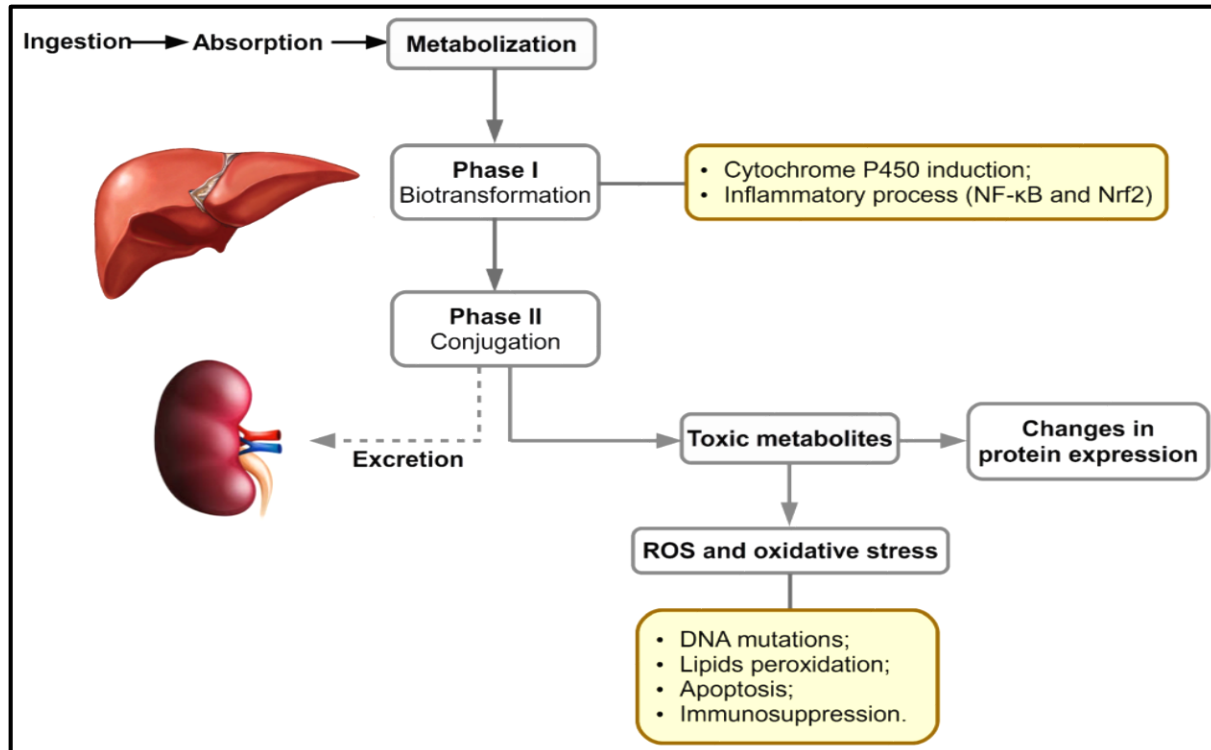 Ingestion
Absorption
Metabolization
Phase I
Biotransformation
• Cytochrome P450 induction;
• Inflammatory process (NF-κB and Nrf2)
Phase II
Conjugation
Excretion
Toxic metabolites
Changes in
protein expression
ROS and oxidative stress
• DNA mutations;
• Lipids peroxidation;
• Apoptosis;
• Immunosuppression.